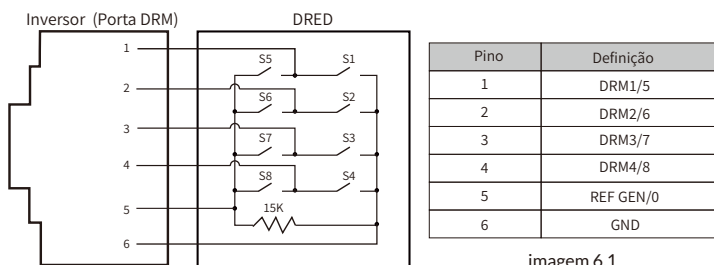 Inversor (Porta DRM)
DRED
1
2
3
4
5
6
S5
S1
S6
S2
S7
S3
S8
S4
15K
Pino Definição
1 DRM1/5
2 DRM2/6
3 DRM3/7
4 DRM4/8
5 REF GEN/0
6 GND
imagem 6.1